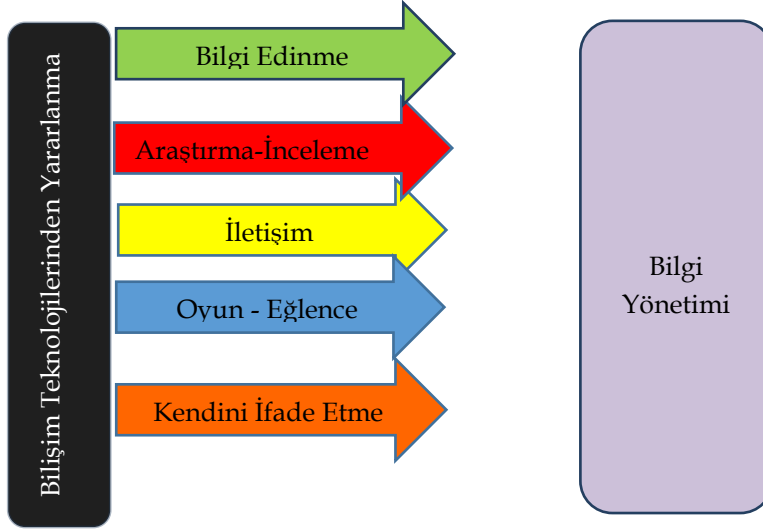 Bilişim Teknolojilerinden Yararlanma
Bilgi Edinme
Araştırma-İnceleme
İletişim
Oyun - Eğlence
Kendini İfade Etme
Bilgi
Yönetimi